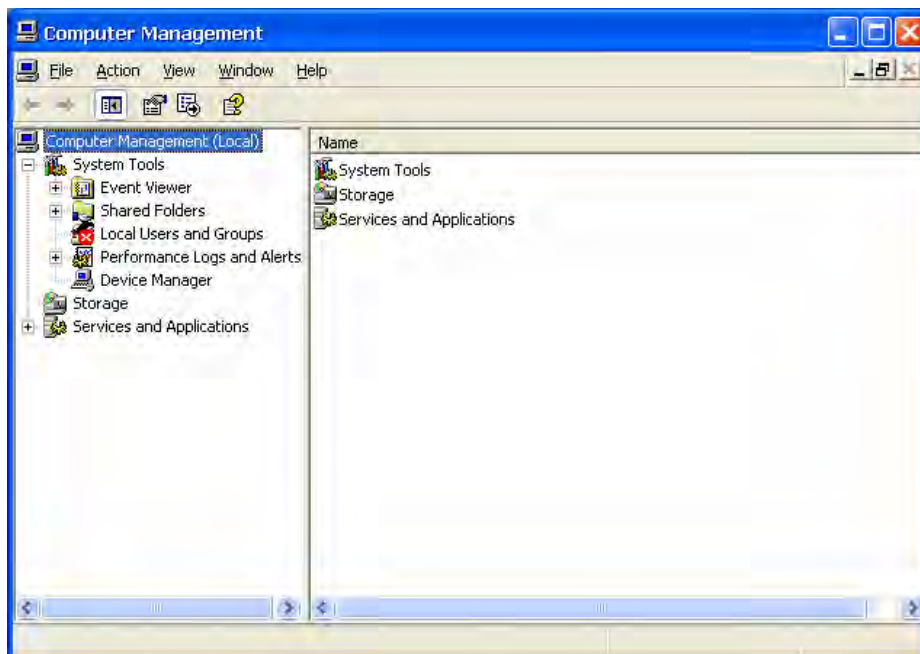 Computer Management
File Action View Window Help
Computer Management (Local)
System Tools
Event Viewer
Shared Folders
Local Users and Groups
Performance Logs and Alerts
Device Manager
Storage
Services and Applications
Name
System Tools
Storage
Services and Applications